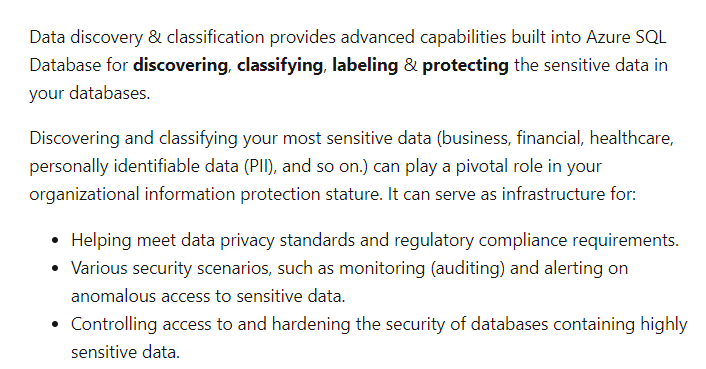 Data discovery & classification provides advanced capabilities built into Azure SQL
Database for discovering, classifying, labeling & protecting the sensitive data in
your databases.
Discovering and classifying your most sensitive data (business, financial, healthcare,
personally identifiable data (PII), and so on.) can play a pivotal role in your
organizational information protection stature. It can serve as infrastructure for:
• Helping meet data privacy standards and regulatory compliance requirements.
• Various security scenarios, such as monitoring (auditing) and alerting on
anomalous access to sensitive data.
• Controlling access to and hardening the security of databases containing highly
sensitive data.